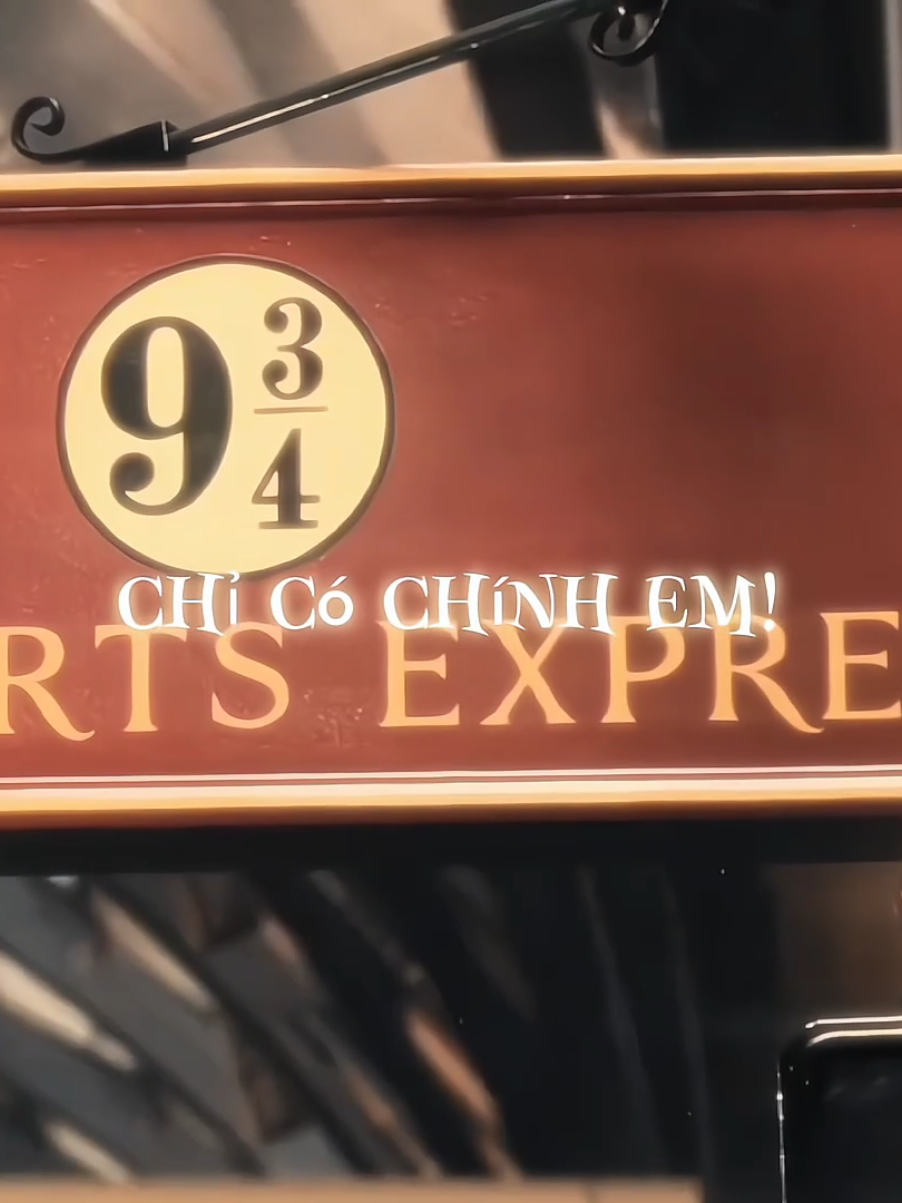 9 3/4
CHỉ Có CHíNH EM!
RTS EXPRE